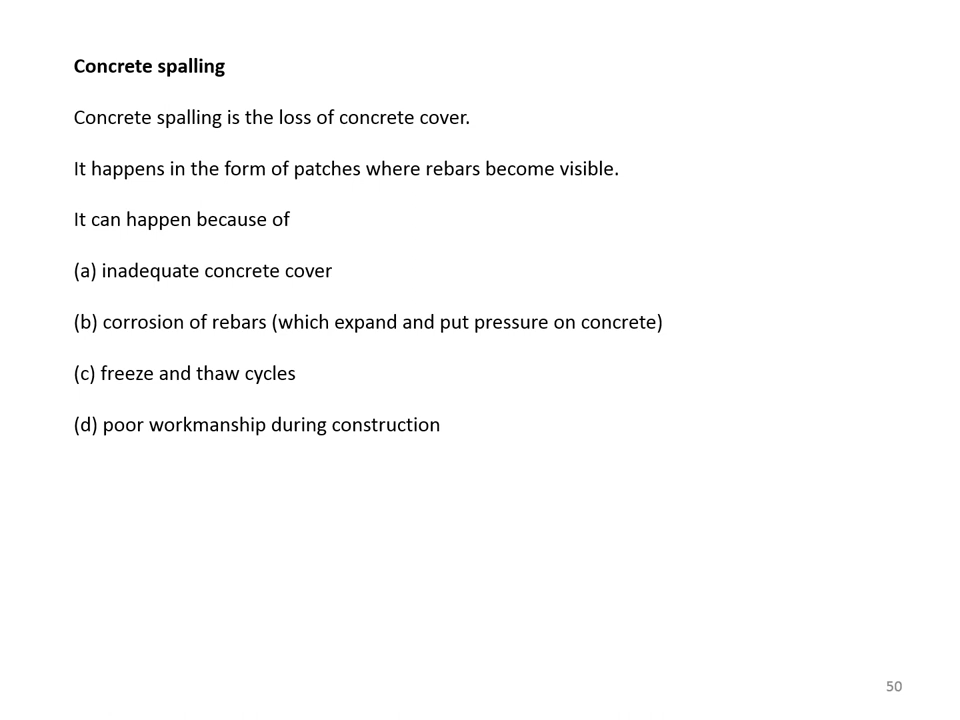 Concrete spalling
Concrete spalling is the loss of concrete cover.
It happens in the form of patches where rebars become visible.
It can happen because of
(a) inadequate concrete cover
(b) corrosion of rebars (which expand and put pressure on concrete)
(c) freeze and thaw cycles
(d) poor workmanship during construction
50